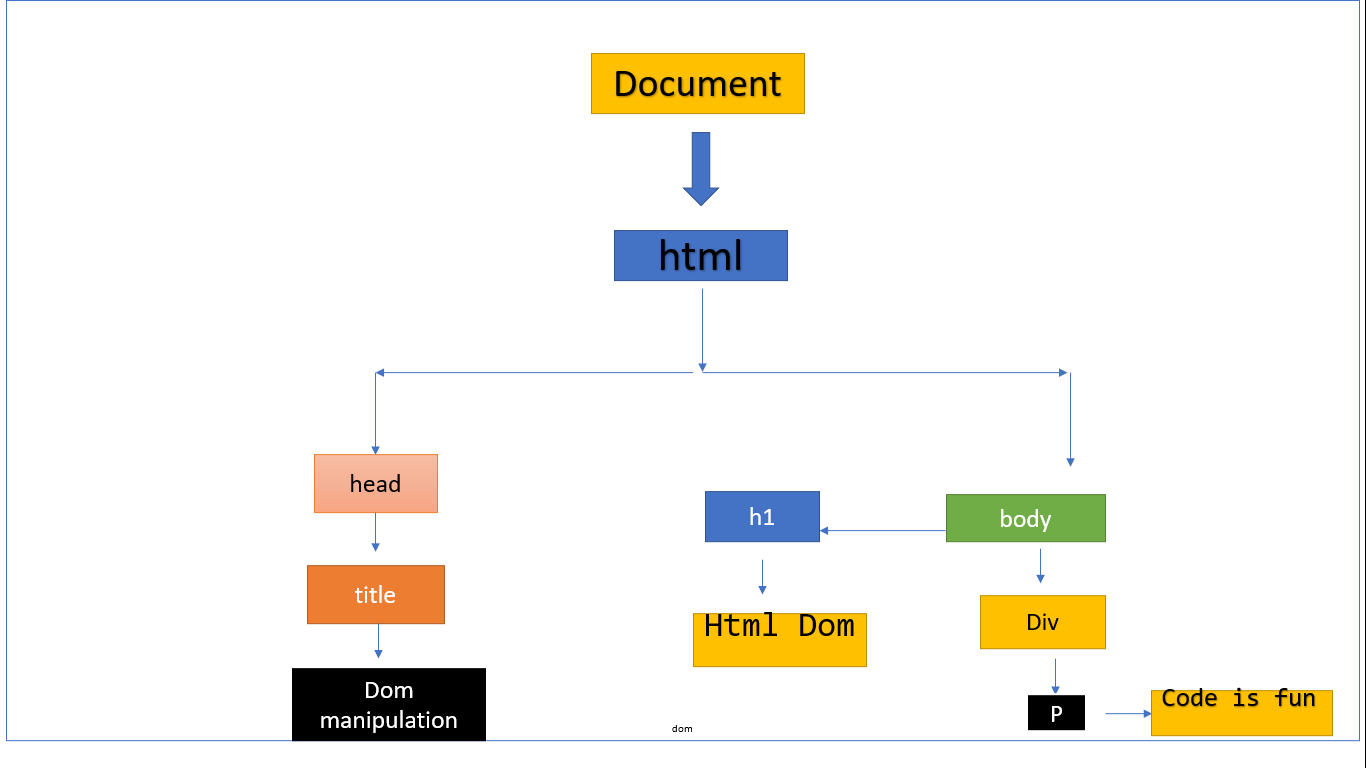 Document
html
head
h1
body
title
Html Dom
Div
Dom
manipulation
P
Code is fun
dom